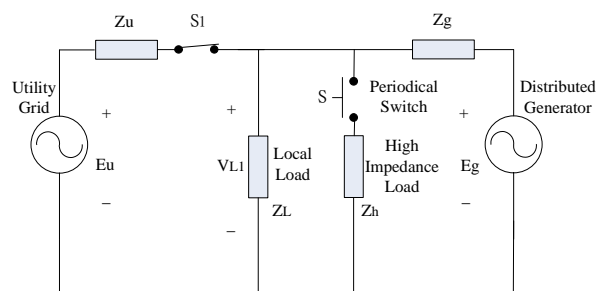 Zu
S1
Zg
Utility
Grid
+
Eu
−
+
VL1
−
Local
Load
ZL
S
Periodical
Switch
High
Impedance
Load
Zh
+
Eg
−
Distributed
Generator